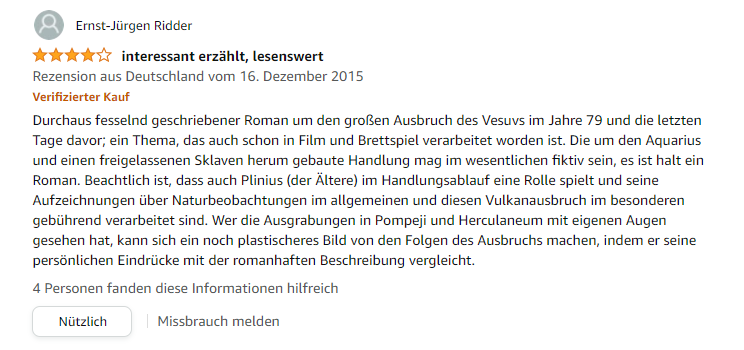 Ernst-Jürgen Ridder
interessant erzählt, lesenswert
Rezension aus Deutschland vom 16. Dezember 2015
Verifizierter Kauf
Durchaus fesselnd geschriebener Roman um den großen Ausbruch des Vesuvs im Jahre 79 und die letzten
Tage davor; ein Thema, das auch schon in Film und Brettspiel verarbeitet worden ist. Die um den Aquarius
und einen freigelassenen Sklaven herum gebaute Handlung mag im wesentlichen fiktiv sein, es ist halt ein
Roman. Beachtlich ist, dass auch Plinius (der Ältere) im Handlungsablauf eine Rolle spielt und seine
Aufzeichnungen über Naturbeobachtungen im allgemeinen und diesen Vulkanausbruch im besonderen
gebührend verarbeitet sind. Wer die Ausgrabungen in Pompeji und Herculaneum mit eigenen Augen
gesehen hat, kann sich ein noch plastischeres Bild von den Folgen des Ausbruchs machen, indem er seine
persönlichen Eindrücke mit der romanhaften Beschreibung vergleicht.
4 Personen fanden diese Informationen hilfreich
Nützlich
Missbrauch melden